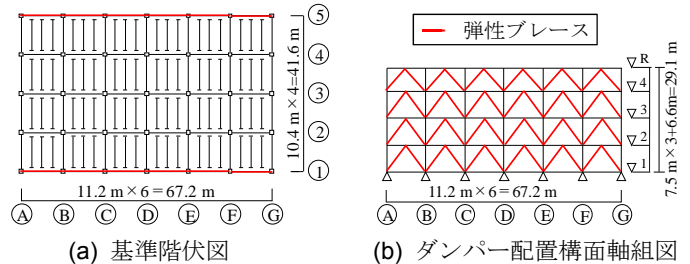 5
4
3
2
1
10.4 m×4=41.6 m
11.2 m×6＝67.2 m
A B C D E F G
(a) 基準階伏図
弾性ブレース
▽R
▽4
▽3
▽2
▽1
7.5 m×3+6.6m=29.1 m
11.2 m×6＝67.2 m
A B C D E F G
(b) ダンパー配置構面軸組図